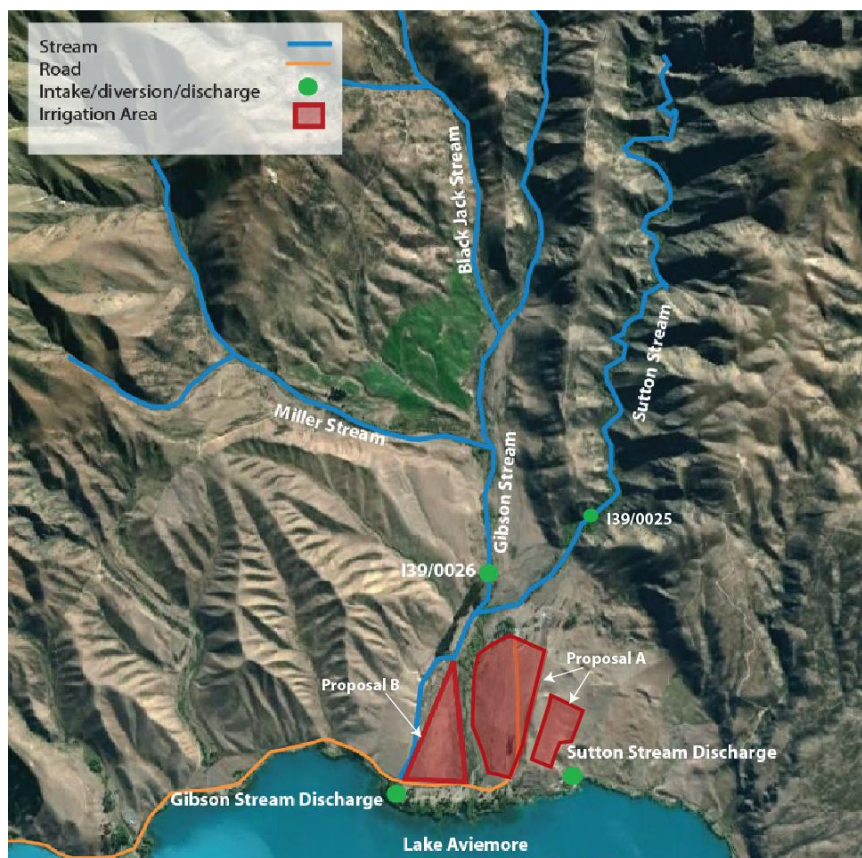 Stream
Road
Intake/diversion/discharge
Irrigation Area
Black Jack Stream
Sutton Stream
Miller Stream
Gibson Stream
I39/0025
I39/0026
Proposal A
Proposal B
Sutton Stream Discharge
Gibson Stream Discharge
Lake Aviemore